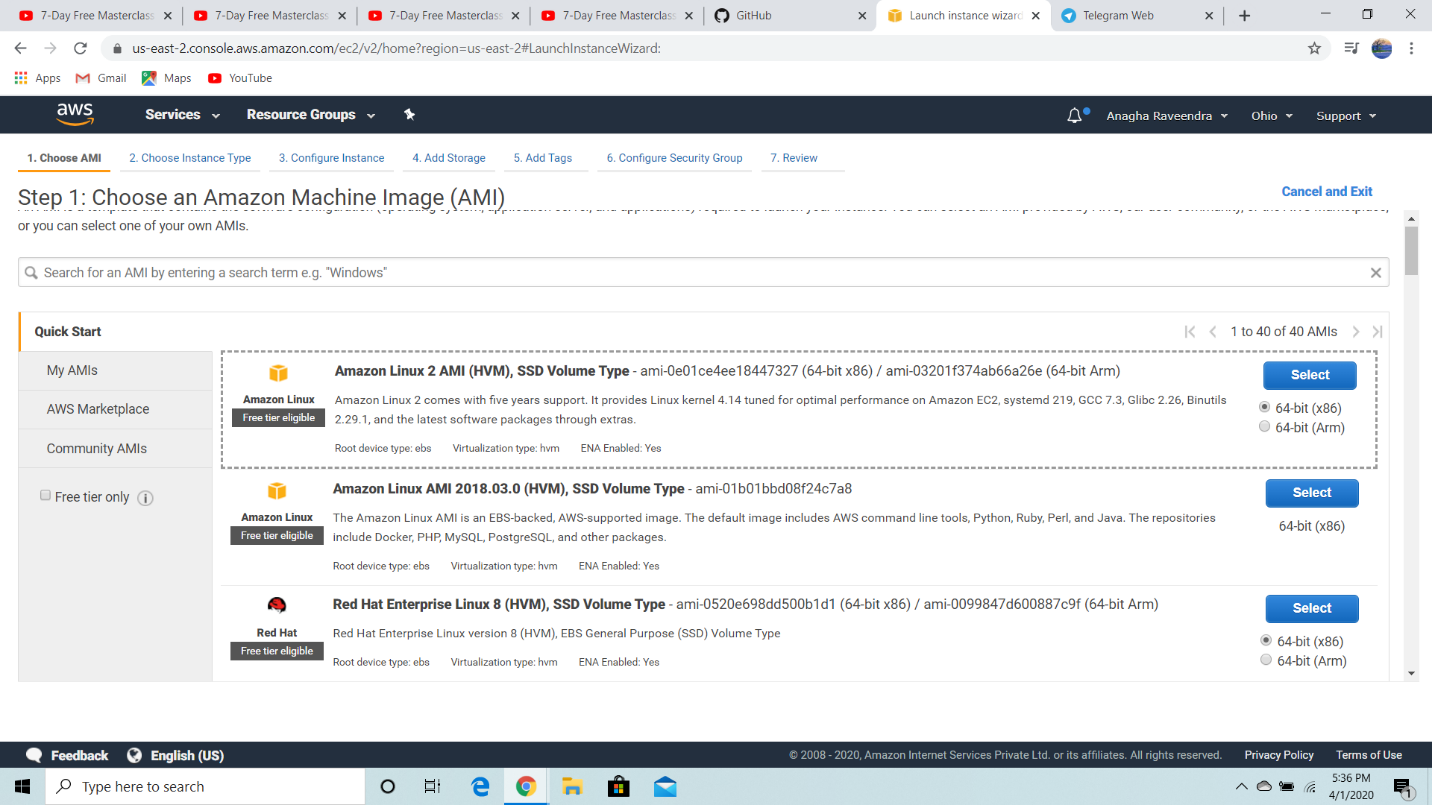 7-Day Free Masterclass
7-Day Free Masterclass
7-Day Free Masterclass
7-Day Free Masterclass
GitHub
Launch instance wizard
Telegram Web
us-east-2.console.aws.amazon.com/ec2/v2/home?region=us-east-2#LaunchInstanceWizard:
Apps
Gmail
Maps
YouTube
aws
Services
Resource Groups
Anagha Raveendra
Ohio
Support
1. Choose AMI
2. Choose Instance Type
3. Configure Instance
4. Add Storage
5. Add Tags
6. Configure Security Group
7. Review
Step 1: Choose an Amazon Machine Image (AMI)
Cancel and Exit
or you can select one of your own AMIs.
Search for an AMI by entering a search term e.g. "Windows"
Quick Start
1 to 40 of 40 AMIs
My AMIs
AWS Marketplace
Community AMIs
Free tier only
Amazon Linux
Free tier eligible
Amazon Linux 2 AMI (HVM), SSD Volume Type - ami-0e01ce4ee18447327 (64-bit x86) / ami-03201f374ab66a26e (64-bit Arm)
Amazon Linux 2 comes with five years support. It provides Linux kernel 4.14 tuned for optimal performance on Amazon EC2, systemd 219, GCC 7.3, Glibc 2.26, Binutils
2.29.1, and the latest software packages through extras.
Root device type: ebs Virtualization type: hvm ENA Enabled: Yes
Select
64-bit (x86)
64-bit (Arm)
Amazon Linux
Free tier eligible
Amazon Linux AMI 2018.03.0 (HVM), SSD Volume Type - ami-01b01bbd08f24c7a8
The Amazon Linux AMI is an EBS-backed, AWS-supported image. The default image includes AWS command line tools, Python, Ruby, Perl, and Java. The repositories
include Docker, PHP, MySQL, PostgreSQL, and other packages.
Root device type: ebs Virtualization type: hvm ENA Enabled: Yes
Select
64-bit (x86)
Red Hat
Free tier eligible
Red Hat Enterprise Linux 8 (HVM), SSD Volume Type - ami-0520e698dd500b1d1 (64-bit x86) / ami-0099847d600887c9f (64-bit Arm)
Red Hat Enterprise Linux version 8 (HVM), EBS General Purpose (SSD) Volume Type
Root device type: ebs Virtualization type: hvm ENA Enabled: Yes
Select
64-bit (x86)
64-bit (Arm)
Feedback
English (US)
© 2008 - 2020, Amazon Internet Services Private Ltd. or its affiliates. All rights reserved.
Privacy Policy
Terms of Use
Type here to search
5:36 PM
4/1/2020
1